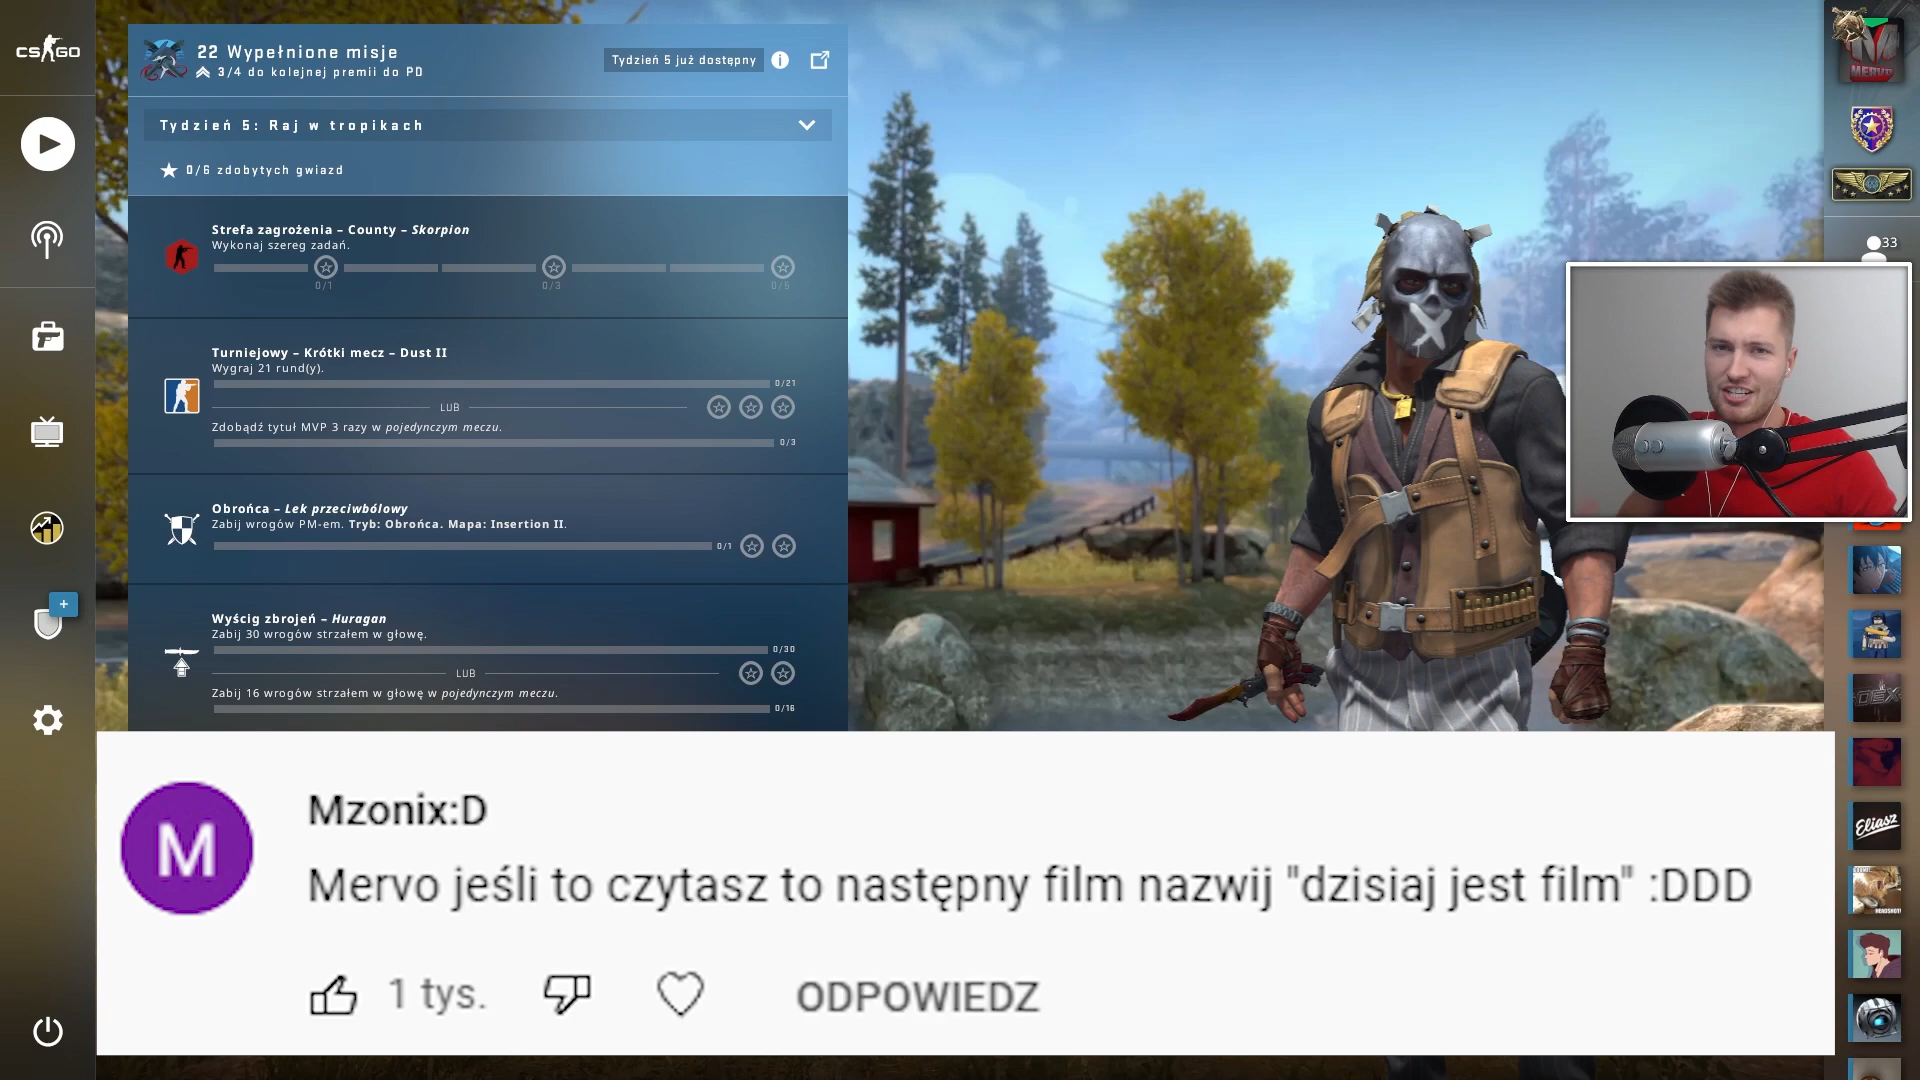 CS GO
22 Wypełnione misje
3/4 do kolejnej premii do PD
Tydzień 5 już dostępny
Tydzień 5: Raj w tropikach
0/6 zdobytych gwiazd
Strefa zagrożenia – County – Skorpion
Wykonaj szereg zadań.
0/1
0/3
0/5
Turniejowy – Krótki mecz – Dust II
Wygraj 21 rund(y).
0/21
LUB
Zdobądź tytuł MVP 3 razy w pojedynczym meczu.
0/3
Obrońca – Lek przeciwbólowy
Zabij wrogów PM-em. Tryb: Obrońca. Mapa: Insertion II.
0/1
Wyścig zbrojeń – Huragan
Zabij 30 wrogów strzałem w głowę.
0/30
LUB
Zabij 16 wrogów strzałem w głowę w pojedynczym meczu.
0/16
MERVO
33
Eliasz
HEADSHOT!
M
Mzonix:D
Mervo jeśli to czytasz to następny film nazwij "dzisiaj jest film" :DDD
1 tys.
ODPOWIEDZ